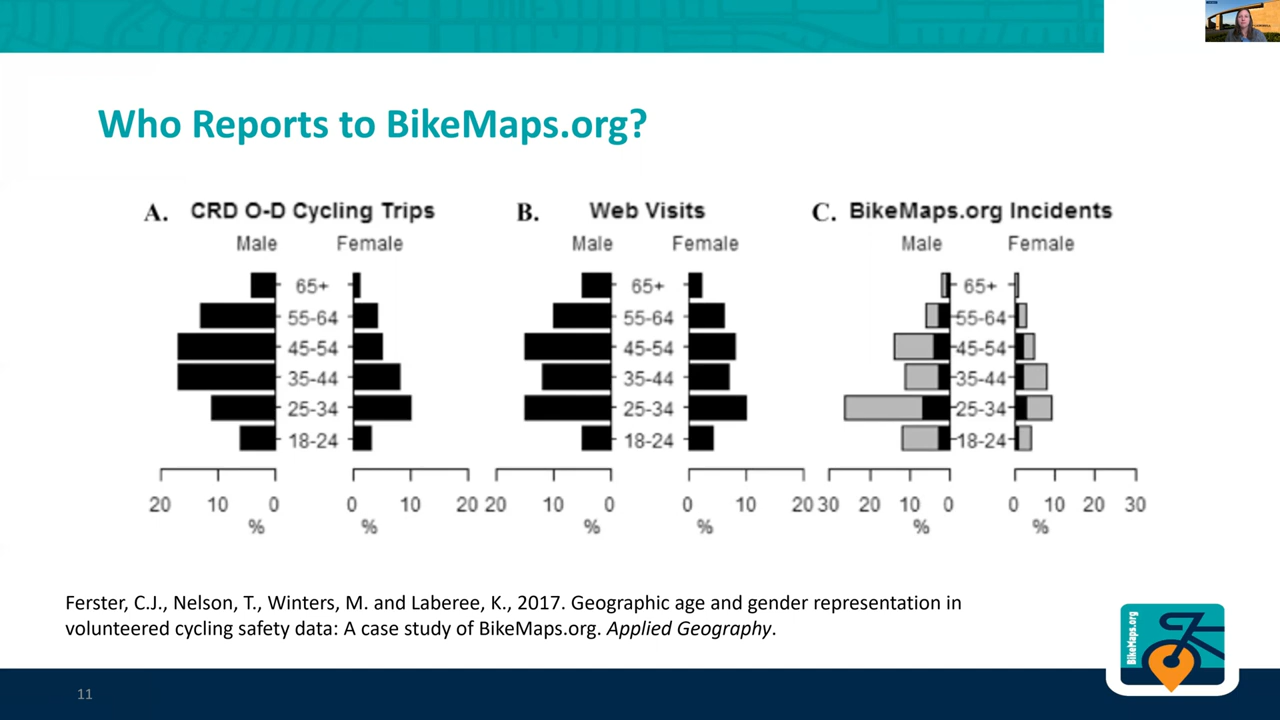 Who Reports to BikeMaps.org?
A. CRD O-D Cycling Trips
Male Female
65+
55-64
45-54
35-44
25-34
18-24
20 10 0 0 10 20
% %
B. Web Visits
Male Female
65+
55-64
45-54
35-44
25-34
18-24
20 10 0 0 10 20
% %
C. BikeMaps.org Incidents
Male Female
65+
55-64
45-54
35-44
25-34
18-24
30 20 10 0 0 10 20 30
% %
Ferster, C.J., Nelson, T., Winters, M. and Laberee, K., 2017. Geographic age and gender representation in
volunteered cycling safety data: A case study of BikeMaps.org. Applied Geography.
BikeMaps.org
11